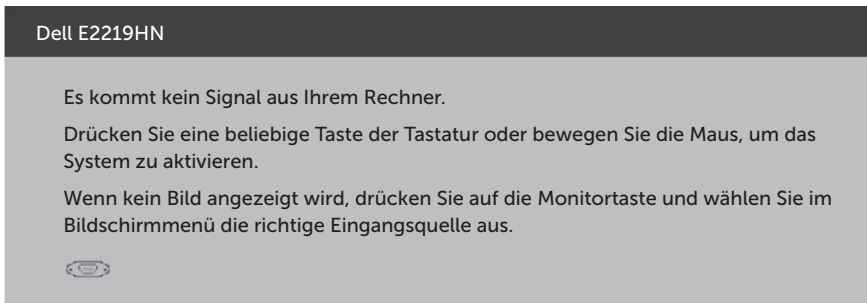 Dell E2219HN
Es kommt kein Signal aus Ihrem Rechner.
Drücken Sie eine beliebige Taste der Tastatur oder bewegen Sie die Maus, um das
System zu aktivieren.
Wenn kein Bild angezeigt wird, drücken Sie auf die Monitortaste und wählen Sie im
Bildschirmmenü die richtige Eingangsquelle aus.